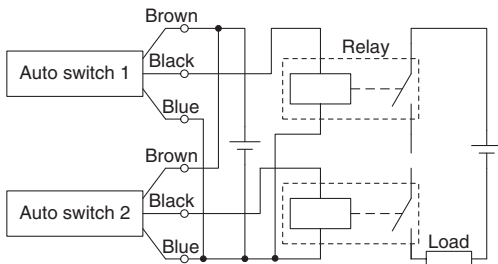 Brown
Relay
Auto switch 1
Black
Blue
Brown
Auto switch 2
Black
Blue
Load